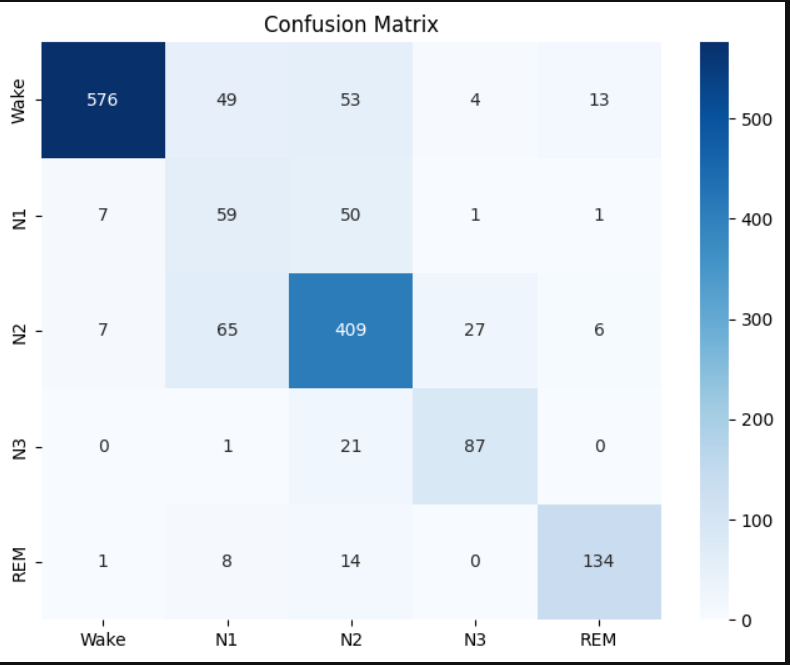 Confusion Matrix
Wake 576 49 53 4 13
N1 7 59 50 1 1
N2 7 65 409 27 6
N3 0 1 21 87 0
REM 1 8 14 0 134
Wake N1 N2 N3 REM
500
400
300
200
100
0